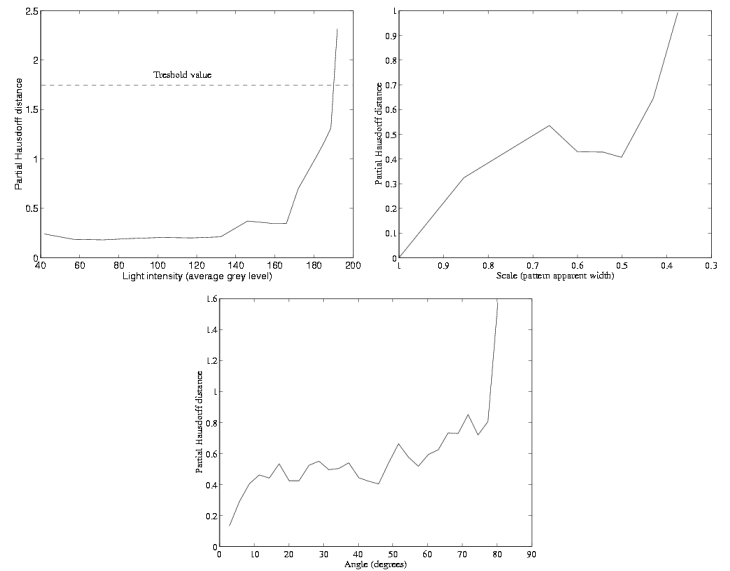 2.5
2
1.5
1
0.5
0
Partial Hausdorff distance
Treshold value
40 60 80 100 120 140 160 180 200
Light intensity (average grey level)
1
0.9
0.8
0.7
0.6
0.5
0.4
0.3
0.2
0.1
0
Partial Hausdorff distance
1 0.9 0.8 0.7 0.6 0.5 0.4 0.3
Scale (pattern apparent width)
1.6
1.4
1.2
1
0.8
0.6
0.4
0.2
0
Partial Hausdorff distance
0 10 20 30 40 50 60 70 80 90
Angle (degrees)